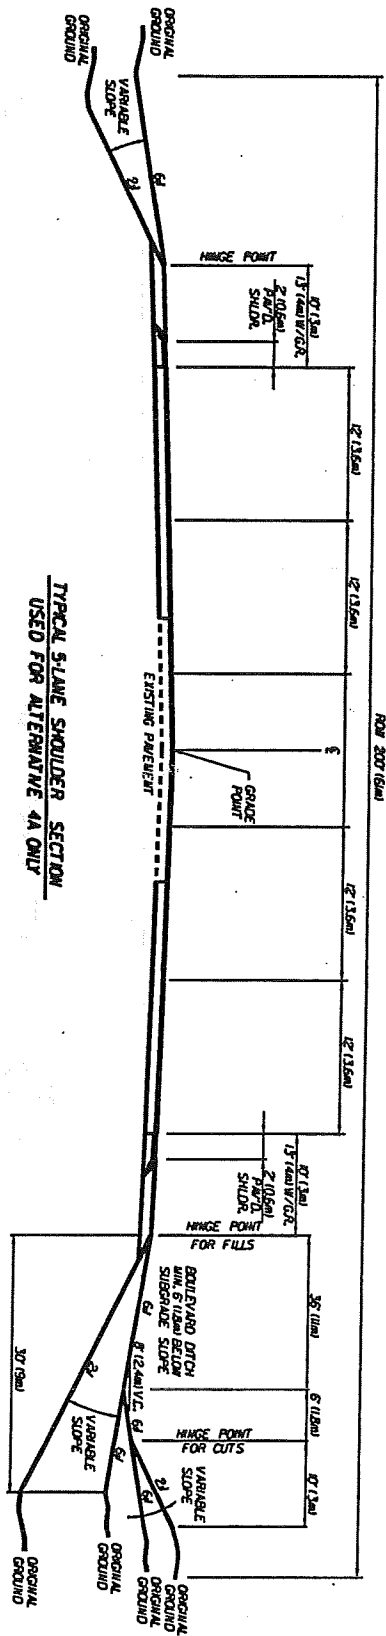 ROW 200' (61m)
12' (3.6m)
12' (3.6m)
12' (3.6m)
12' (3.6m)
10' (3m)
13' (4m) W/G.R.
2' (0.6m)
PAV'D.
SHLDR.
10' (3m)
13' (4m) W/G.R.
2' (0.6m)
PAV'D.
SHLDR.
36' (11m)
6' (1.8m)
10' (3m)
ORIGINAL
GROUND
HINGE POINT
GRADE
POINT
HINGE POINT
FOR FILLS
HINGE POINT
FOR CUTS
VARIABLE
SLOPE
6:1
2:1
VARIABLE
SLOPE
ORIGINAL
GROUND
EXISTING PAVEMENT
BOULEVARD DITCH
MIN. 6' (1.8m) BELOW
SUBGRADE SLOPE
6:1
8' (2.4m) V.C.
6:1
2:1
6:1
ORIGINAL
GROUND
ORIGINAL
GROUND
2:1
6:1
VARIABLE
SLOPE
ORIGINAL
GROUND
ORIGINAL
GROUND
30' (9m)
TYPICAL 5-LANE SHOULDER SECTION
USED FOR ALTERNATIVE 4A ONLY